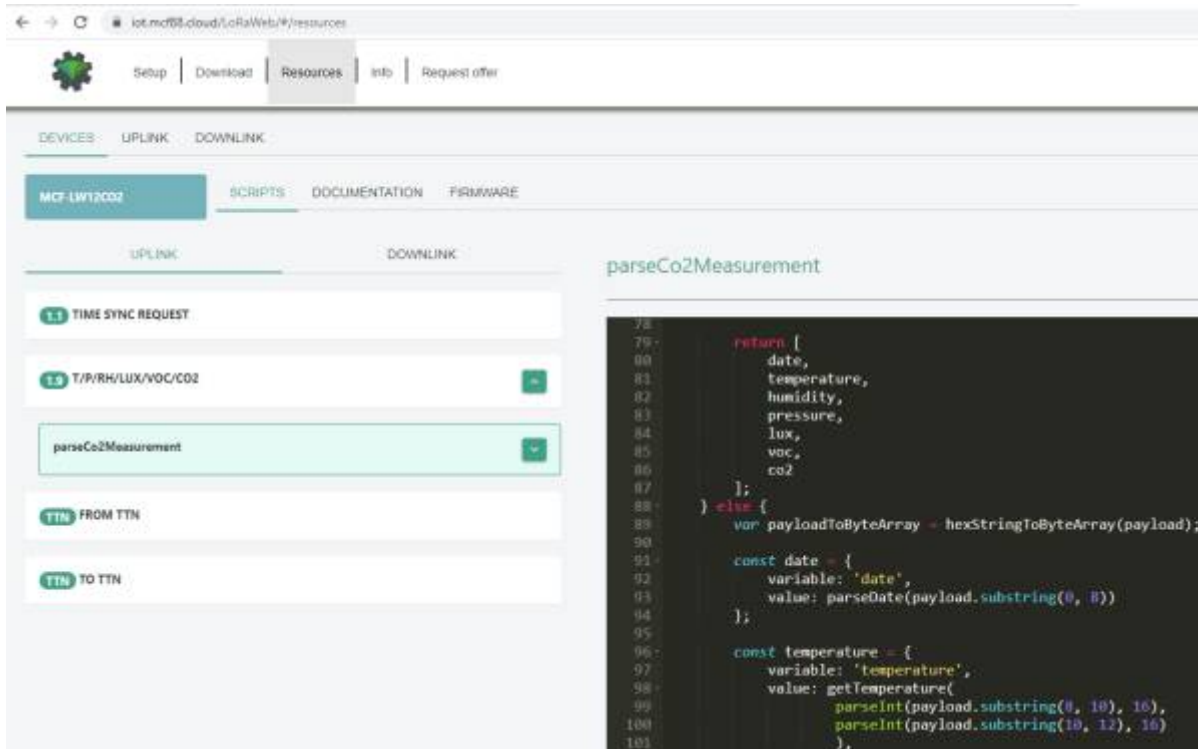 iot.mcf88.cloud/LoRaWeb/#/resources
Setup Download Resources Info Request offer
DEVICES UPLINK DOWNLINK
MCF-LW12CO2 SCRIPTS DOCUMENTATION FIRMWARE
UPLINK DOWNLINK
1.1 TIME SYNC REQUEST
1.9 T/P/RH/LUX/VOC/CO2
parseCo2Measurement
TTN FROM TTN
TTN TO TTN
parseCo2Measurement
78
79 return [
80 date,
81 temperature,
82 humidity,
83 pressure,
84 lux,
85 voc,
86 co2
87 ];
88 } else {
89 var payloadToByteArray = hexStringToByteArray(payload);
90
91 const date = {
92 variable: 'date',
93 value: parseDate(payload.substring(0, 8))
94 };
95
96 const temperature = {
97 variable: 'temperature',
98 value: getTemperature(
99 parseInt(payload.substring(8, 10), 16),
100 parseInt(payload.substring(10, 12), 16)
101 ),